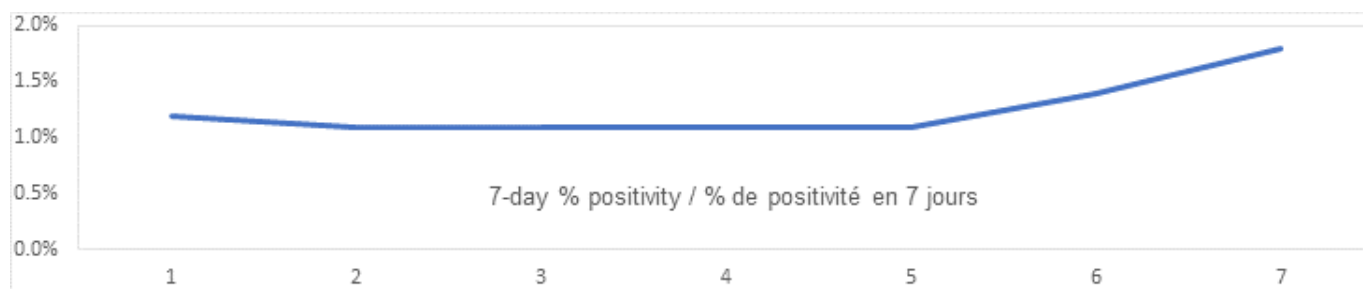 2.0%
1.5%
1.0%
0.5%
7-day % positivity / % de positivité en 7 jours
0.0%
1 2 3 4 5 6 7